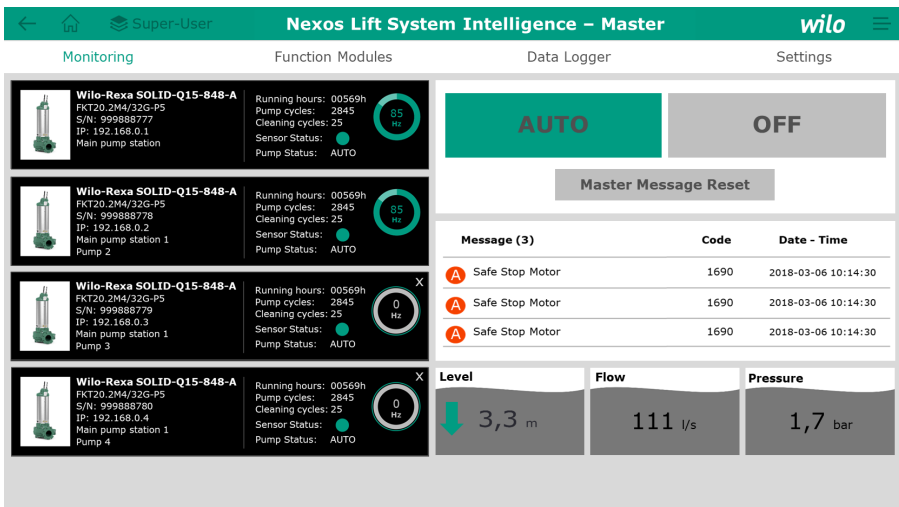 Super-User
Nexos Lift System Intelligence – Master
wilo
Monitoring
Function Modules
Data Logger
Settings
Wilo-Rexa SOLID-Q15-848-A
FKT20.2M4/32G-P5
S/N: 999888777
IP: 192.168.0.1
Main pump station
Running hours: 00569h
Pump cycles: 2845
Cleaning cycles: 25
Sensor Status:
Pump Status: AUTO
85
Hz
Wilo-Rexa SOLID-Q15-848-A
FKT20.2M4/32G-P5
S/N: 999888778
IP: 192.168.0.2
Main pump station 1
Pump 2
Running hours: 00569h
Pump cycles: 2845
Cleaning cycles: 25
Sensor Status:
Pump Status: AUTO
85
Hz
Wilo-Rexa SOLID-Q15-848-A
FKT20.2M4/32G-P5
S/N: 999888779
IP: 192.168.0.3
Main pump station 1
Pump 3
Running hours: 00569h
Pump cycles: 2845
Cleaning cycles: 25
Sensor Status:
Pump Status: AUTO
X
0
Hz
Wilo-Rexa SOLID-Q15-848-A
FKT20.2M4/32G-P5
S/N: 999888780
IP: 192.168.0.4
Main pump station 1
Pump 4
Running hours: 00569h
Pump cycles: 2845
Cleaning cycles: 25
Sensor Status:
Pump Status: AUTO
X
0
Hz
AUTO
OFF
Master Message Reset
Message (3) Code Date - Time
A Safe Stop Motor 1690 2018-03-06 10:14:30
A Safe Stop Motor 1690 2018-03-06 10:14:30
A Safe Stop Motor 1690 2018-03-06 10:14:30
Level
3,3 m
Flow
111 l/s
Pressure
1,7 bar